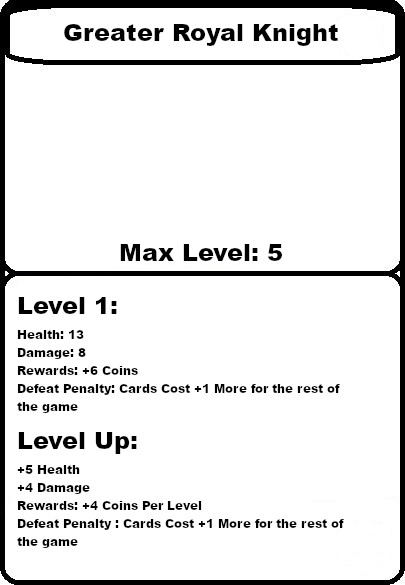 Greater Royal Knight
Max Level: 5
Level 1:
Health: 13
Damage: 8
Rewards: +6 Coins
Defeat Penalty: Cards Cost +1 More for the rest of
the game
Level Up:
+5 Health
+4 Damage
Rewards: +4 Coins Per Level
Defeat Penalty : Cards Cost +1 More for the rest of
the game